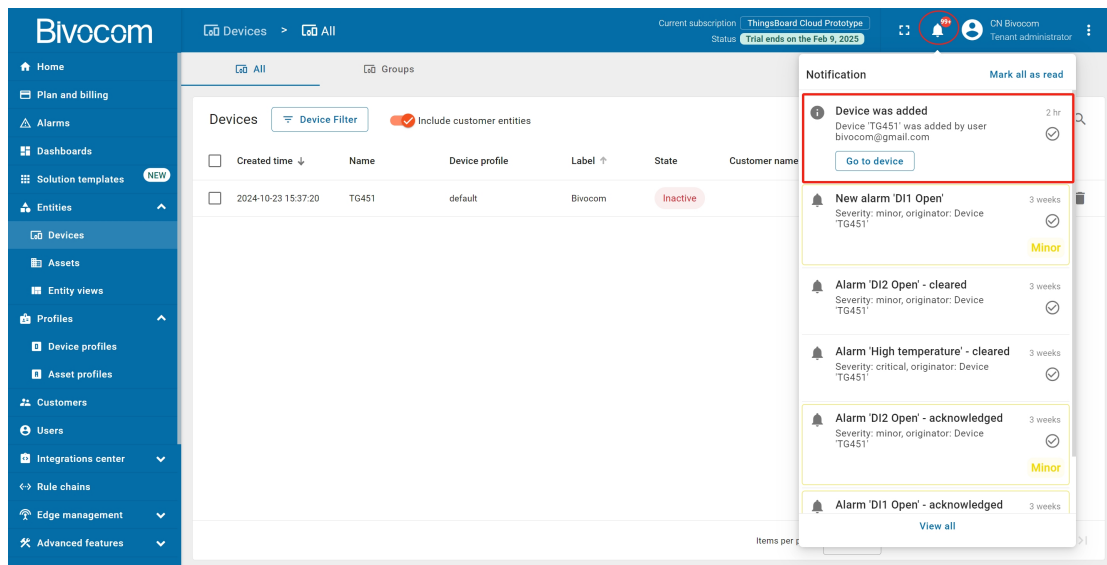 Bivocom
Devices > All
Current subscription ThingsBoard Cloud Prototype
Status Trial ends on the Feb 9, 2025
99+
CN Bivocom
Tenant administrator
Home
Plan and billing
Alarms
Dashboards
Solution templates NEW
Entities
Devices
Assets
Entity views
Profiles
Device profiles
Asset profiles
Customers
Users
Integrations center
Rule chains
Edge management
Advanced features
All
Groups
Devices
Device Filter
Include customer entities
Created time Name Device profile Label State Customer name
2024-10-23 15:37:20 TG451 default Bivocom Inactive
Items per p
Notification
Mark all as read
Device was added 2 hr
Device 'TG451' was added by user
bivocom@gmail.com
Go to device
New alarm 'DI1 Open' 3 weeks
Severity: minor, originator: Device
'TG451'
Minor
Alarm 'DI2 Open' - cleared 3 weeks
Severity: minor, originator: Device
'TG451'
Alarm 'High temperature' - cleared 3 weeks
Severity: critical, originator: Device
'TG451'
Alarm 'DI2 Open' - acknowledged 3 weeks
Severity: minor, originator: Device
'TG451'
Minor
Alarm 'DI1 Open' - acknowledged 3 weeks
View all